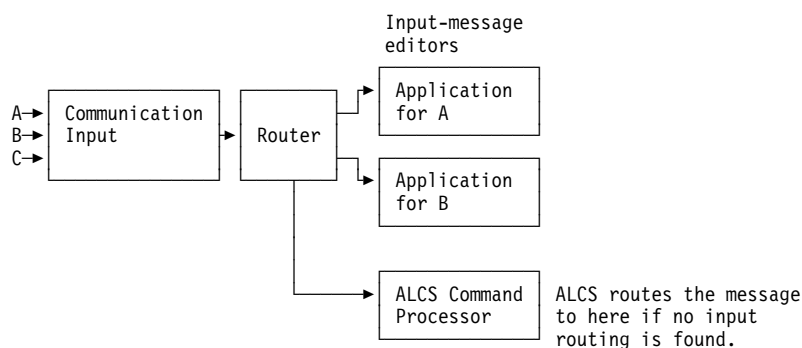 Input-message
editors
A
B
C
Communication
Input
Router
Application
for A
Application
for B
ALCS Command
Processor
ALCS routes the message
to here if no input
routing is found.